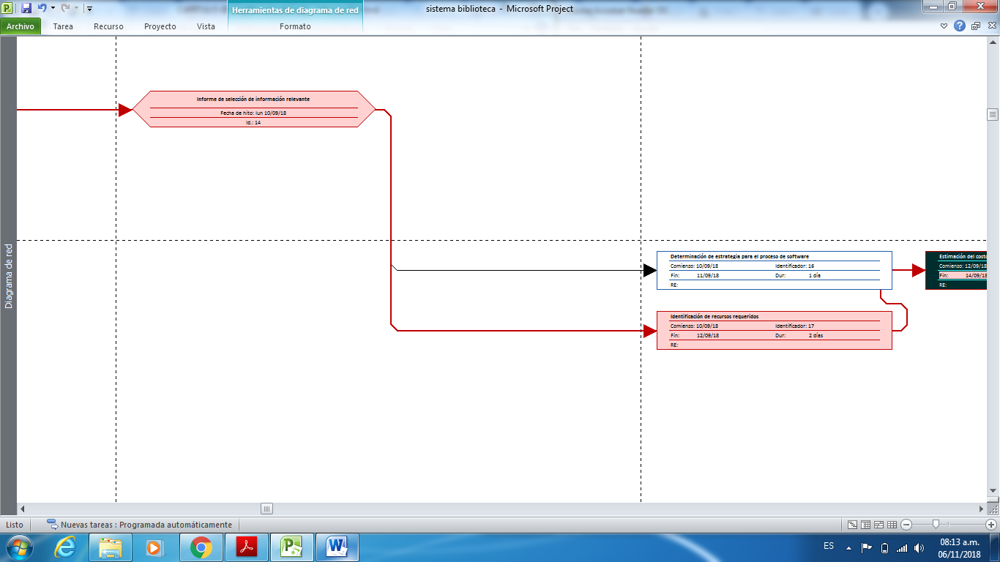 Herramientas de diagrama de red
sistema biblioteca - Microsoft Project
Archivo Tarea Recurso Proyecto Vista Formato
Diagrama de red
Informe de selección de información relevante
Fecha de hito: lun 10/09/18
Id.: 14
Determinación de estrategia para el proceso de software
Comienzo: 10/09/18 Identificador: 16
Fin: 11/09/18 Dur: 1 día
RE:
Estimación del costo
Comienzo: 12/09/18
Fin: 14/09/18
RE:
Identificación de recursos requeridos
Comienzo: 10/09/18 Identificador: 17
Fin: 12/09/18 Dur: 2 días
RE:
Listo Nuevas tareas : Programada automáticamente
ES
08:13 a.m.
06/11/2018